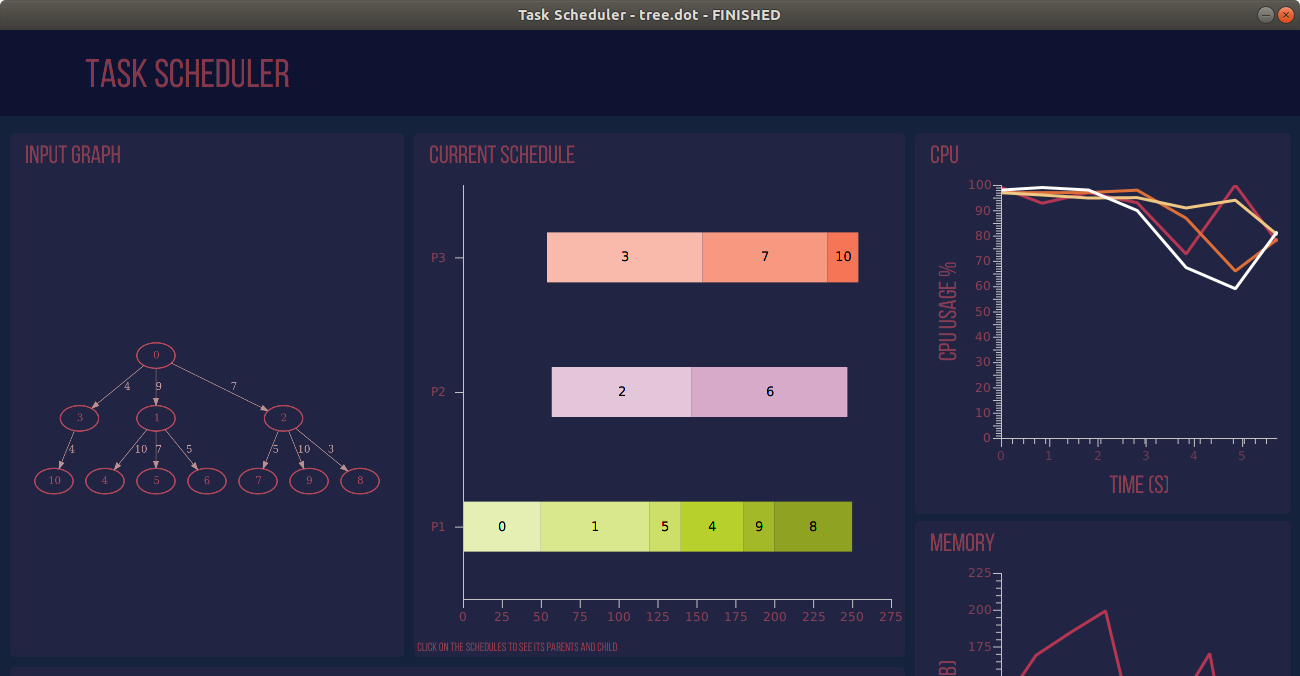 Task Scheduler - tree.dot - FINISHED
TASK SCHEDULER
INPUT GRAPH
0
4 9 7
3 1 2
4 10 7 5 5 10 3
10 4 5 6 7 9 8
CURRENT SCHEDULE
P3 3 7 10
P2 2 6
P1 0 1 5 4 9 8
0 25 50 75 100 125 150 175 200 225 250 275
CLICK ON THE SCHEDULES TO SEE ITS PARENTS AND CHILD
CPU
100
90
80
70
60
50
40
30
20
10
0
CPU USAGE %
0 1 2 3 4 5
TIME (S)
MEMORY
225
200
175
B)